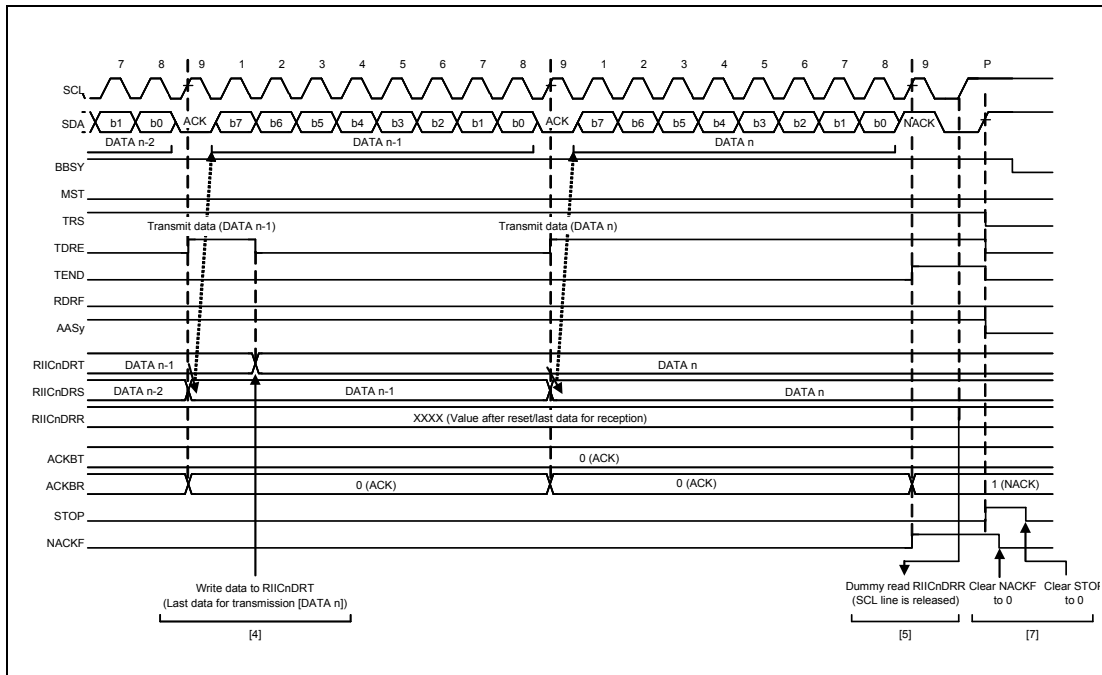 7 8 9 1 2 3 4 5 6 7 8 9 1 2 3 4 5 6 7 8 9 P
SCL
SDA b1 b0 ACK b7 b6 b5 b4 b3 b2 b1 b0 ACK b7 b6 b5 b4 b3 b2 b1 b0 NACK
DATA n-2 DATA n-1 DATA n
BBSY
MST
TRS
Transmit data (DATA n-1) Transmit data (DATA n)
TDRE
TEND
RDRF
AASy
RIICnDRT DATA n-1 DATA n
RIICnDRS DATA n-2 DATA n-1 DATA n
RIICnDRR XXXX (Value after reset/last data for reception)
ACKBT 0 (ACK)
ACKBR 0 (ACK) 0 (ACK) 1 (NACK)
STOP
NACKF
Write data to RIICnDRT
(Last data for transmission [DATA n])
[4]
Dummy read RIICnDRR
(SCL line is released)
[5]
Clear NACKF
to 0
Clear STOP
to 0
[7]